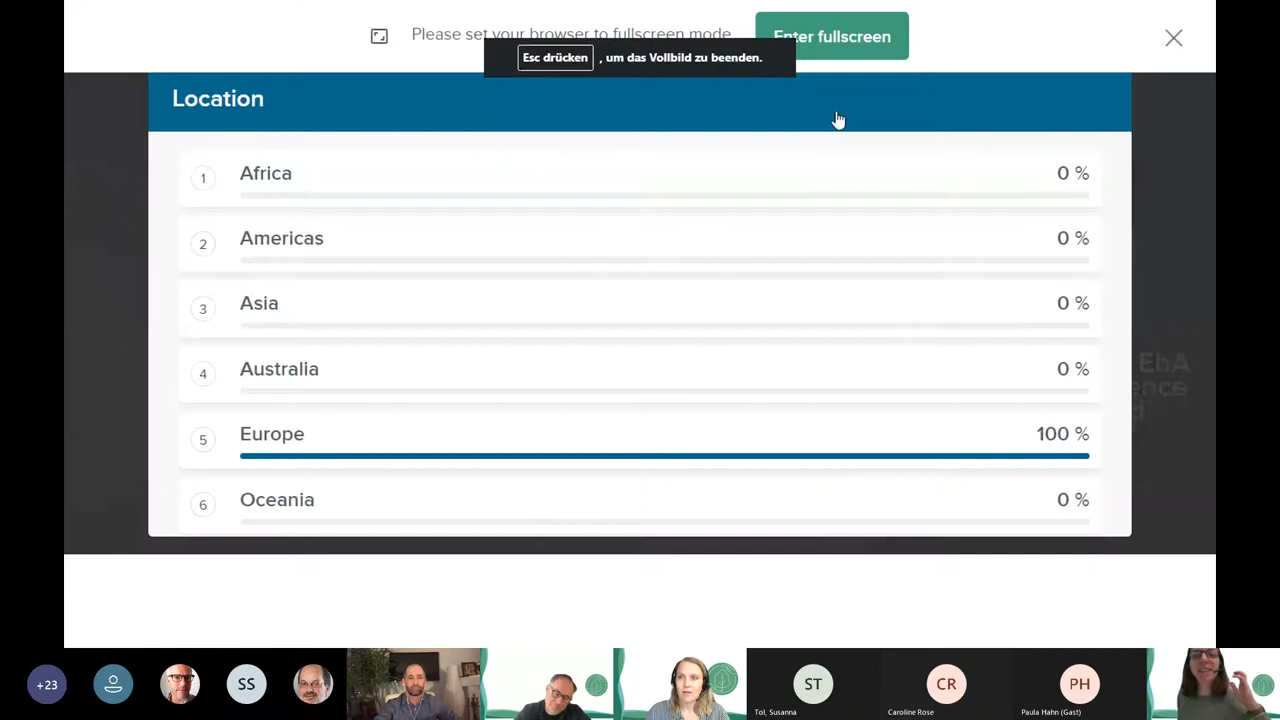 Please set your browser to fullscreen mode
Enter fullscreen
Esc drücken , um das Vollbild zu beenden.
Location
1 Africa 0 %
2 Americas 0 %
3 Asia 0 %
4 Australia 0 %
EbA
5 Europe 100 %
6 Oceania 0 %
+23
SS
ST
CR
PH
Tol, Susanna
Caroline Rose
Paula Hahn (Gast)